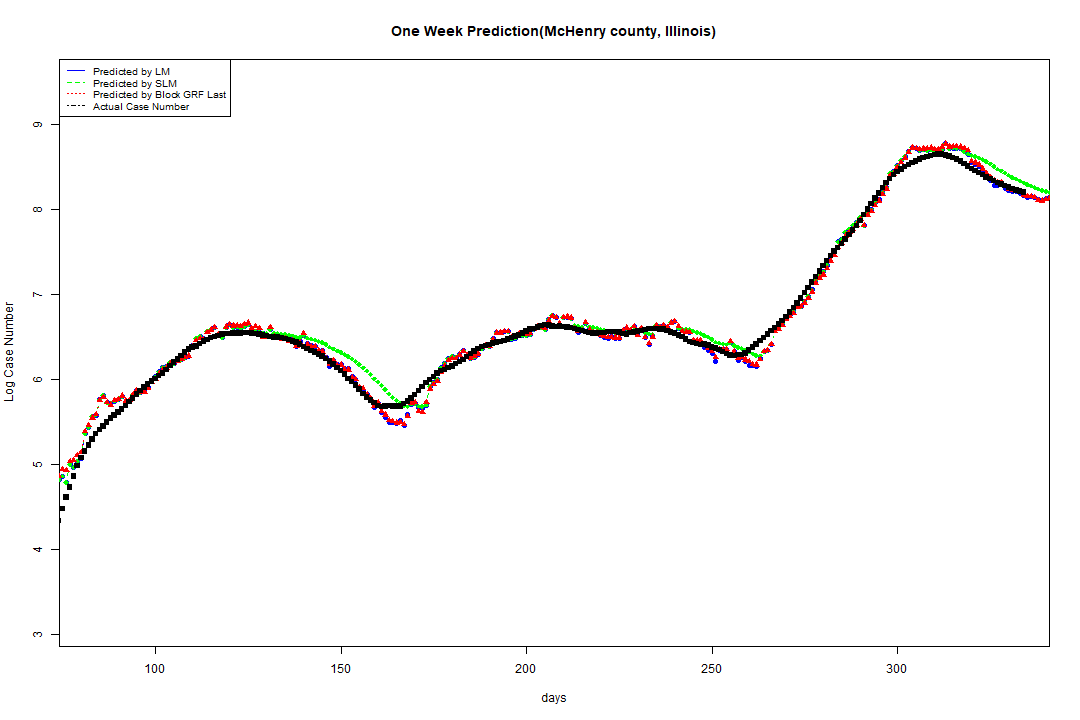 One Week Prediction(McHenry county, Illinois)
Predicted by LM
Predicted by SLM
Predicted by Block GRF Last
Actual Case Number
Log Case Number
9
8
7
6
5
4
3
100 150 200 250 300
days